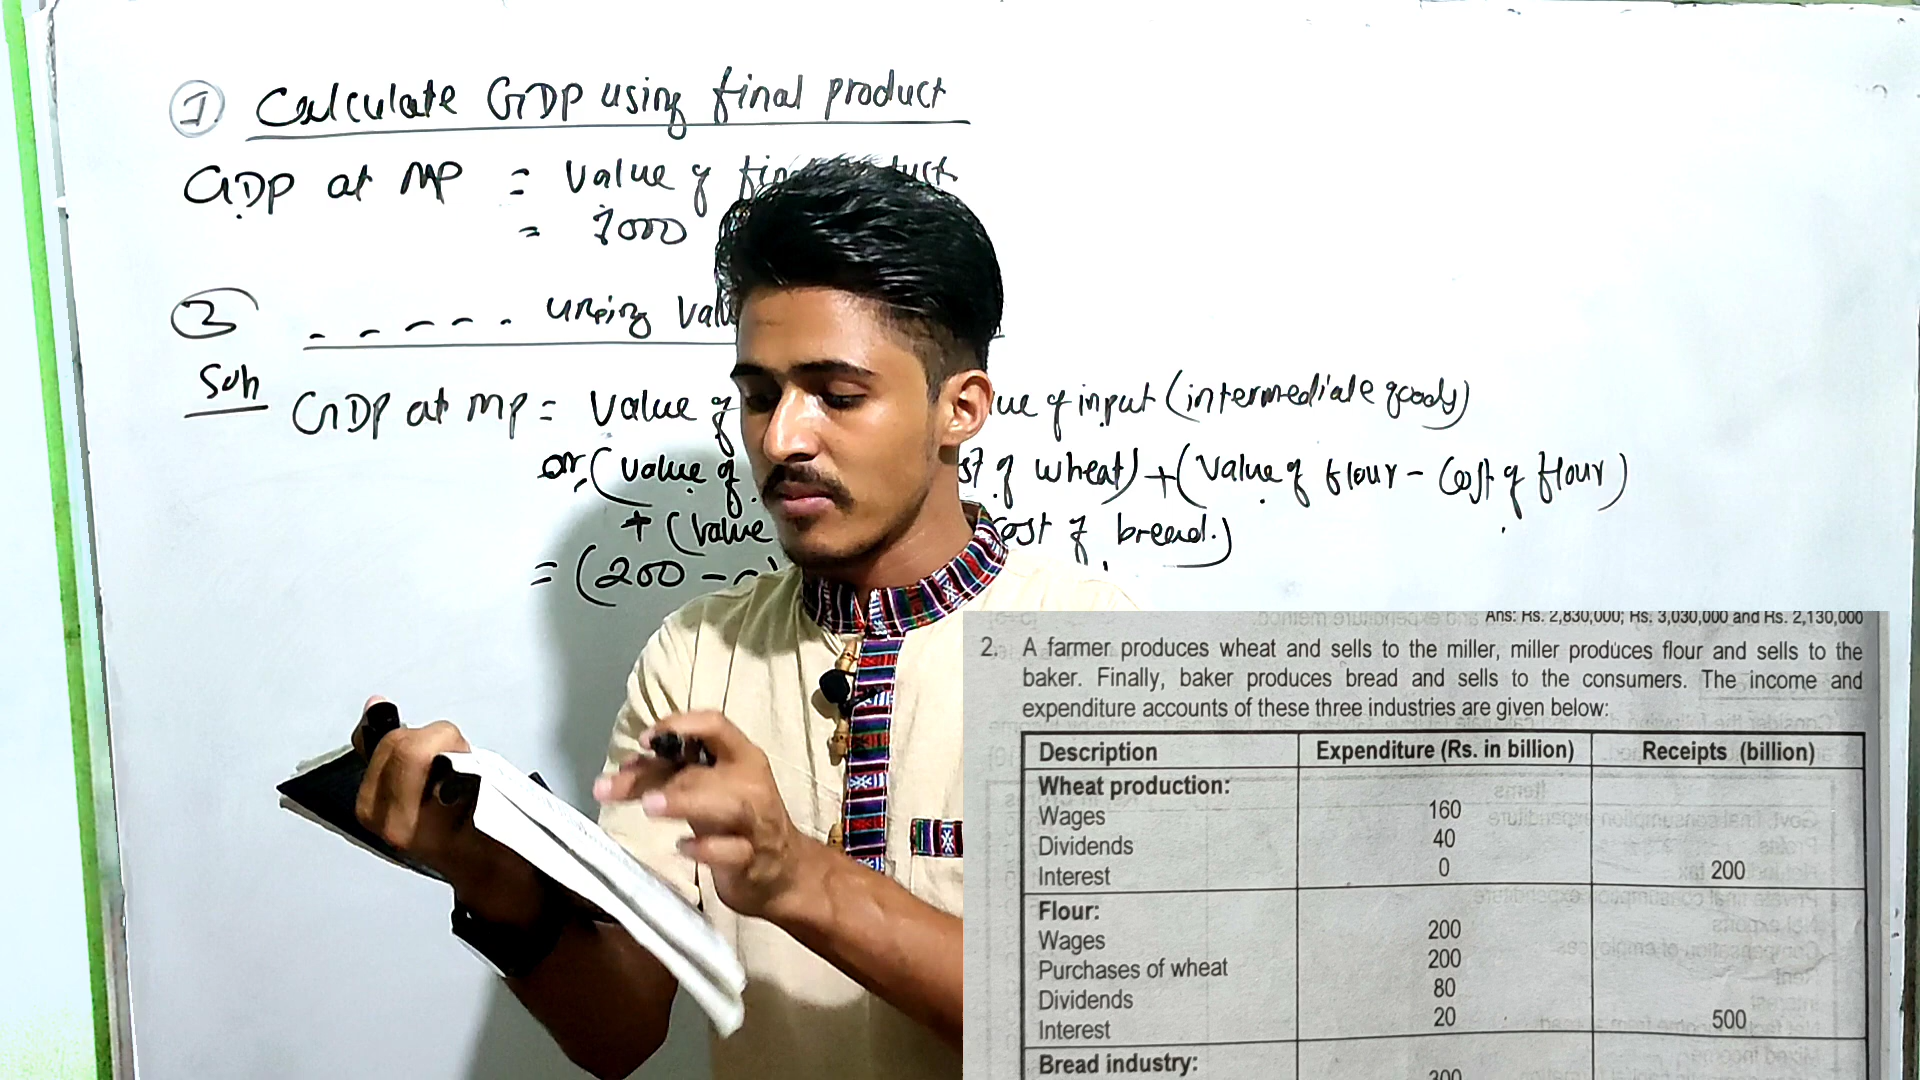 1 Calculate GDP using final product
GDP at MP = Value of
= 1000
2 - - - - - using
Soln
GDP at MP = Value of input (intermediate goods)
or, (Value of of wheat) + (Value of flour - Cost of flour)
+ (Value Cost of bread.)
= (200 - 0)
Ans: Rs. 2,830,000; Rs. 3,030,000 and Rs. 2,130,000
2. A farmer produces wheat and sells to the miller, miller produces flour and sells to the
baker. Finally, baker produces bread and sells to the consumers. The income and
expenditure accounts of these three industries are given below:
Description Expenditure (Rs. in billion) Receipts (billion)
Wheat production:
Wages 160
Dividends 40
Interest 0 200
Flour:
Wages 200
Purchases of wheat 200
Dividends 80
Interest 20 500
Bread industry: